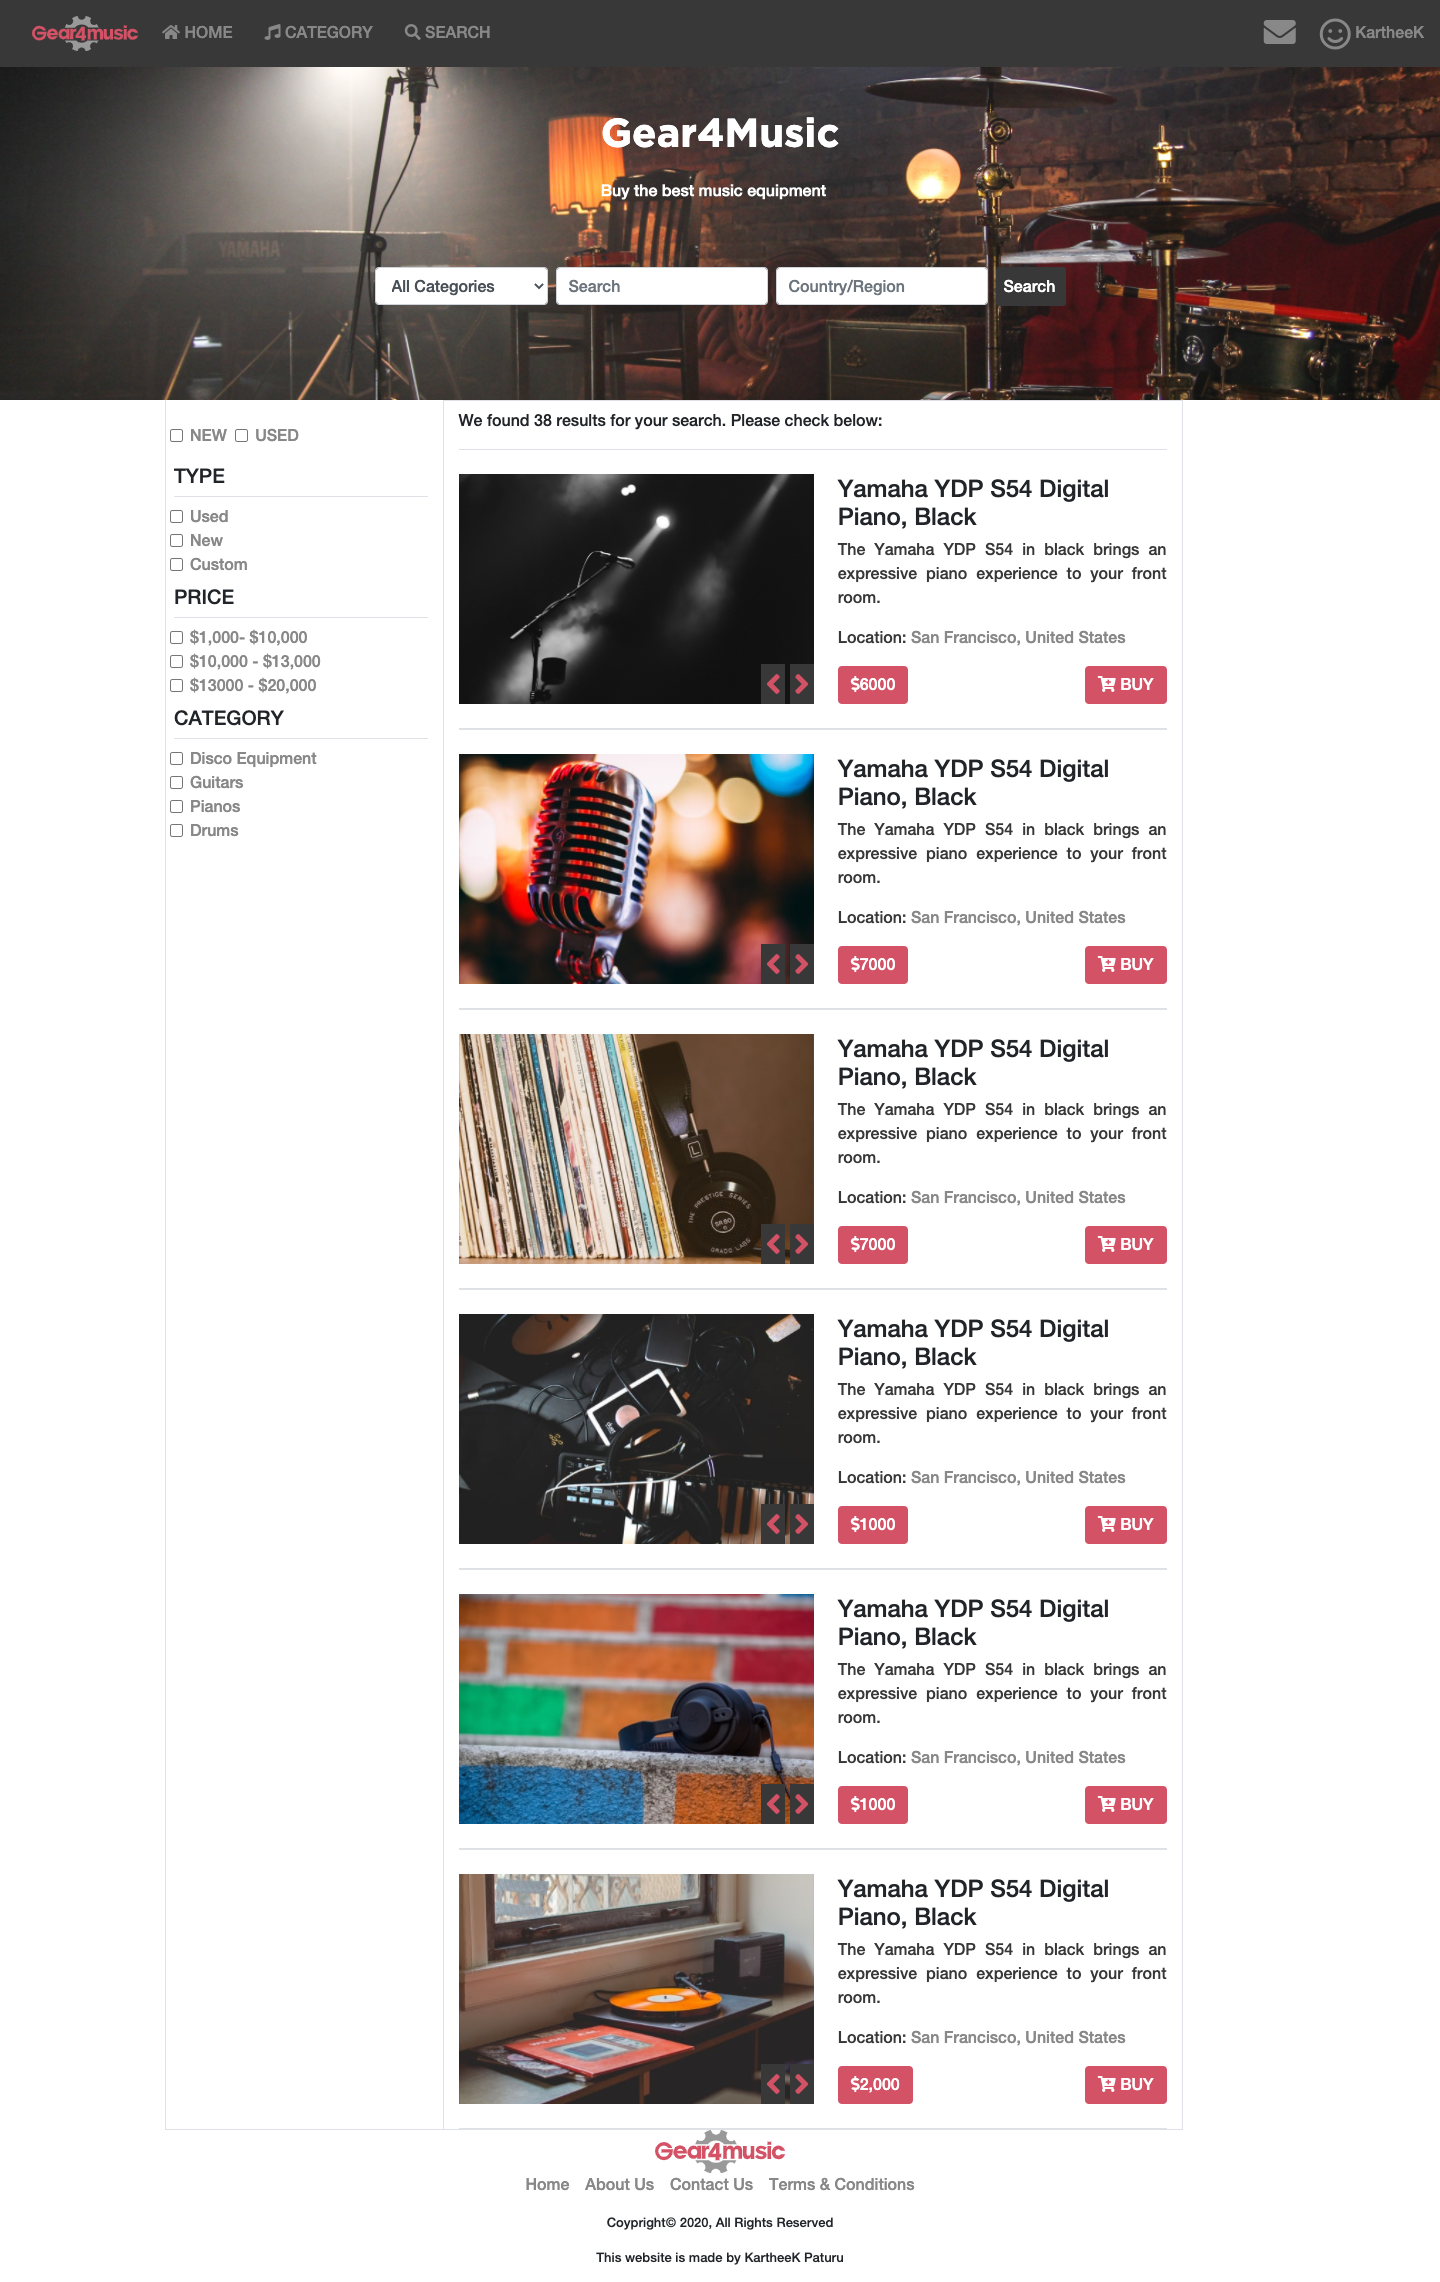 Gear4music HOME CATEGORY SEARCH KartheeK
Gear4Music
Buy the best music equipment
YAMAHA
All Categories Search Country/Region Search
We found 38 results for your search. Please check below:
NEW USED
TYPE
Used
New
Custom
PRICE
$1,000- $10,000
$10,000 - $13,000
$13000 - $20,000
CATEGORY
Disco Equipment
Guitars
Pianos
Drums
Yamaha YDP S54 Digital
Piano, Black
The Yamaha YDP S54 in black brings an
expressive piano experience to your front
room.
Location: San Francisco, United States
$6000 BUY
Yamaha YDP S54 Digital
Piano, Black
The Yamaha YDP S54 in black brings an
expressive piano experience to your front
room.
Location: San Francisco, United States
$7000 BUY
L
THE PRESTIGE SERIES
SR80
GRADO LABS
Yamaha YDP S54 Digital
Piano, Black
The Yamaha YDP S54 in black brings an
expressive piano experience to your front
room.
Location: San Francisco, United States
$7000 BUY
Yamaha YDP S54 Digital
Piano, Black
The Yamaha YDP S54 in black brings an
expressive piano experience to your front
room.
Location: San Francisco, United States
$1000 BUY
Yamaha YDP S54 Digital
Piano, Black
The Yamaha YDP S54 in black brings an
expressive piano experience to your front
room.
Location: San Francisco, United States
$1000 BUY
Yamaha YDP S54 Digital
Piano, Black
The Yamaha YDP S54 in black brings an
expressive piano experience to your front
room.
Location: San Francisco, United States
$2,000 BUY
Gear4music
Home About Us Contact Us Terms & Conditions
Coypright© 2020, All Rights Reserved
This website is made by KartheeK Paturu